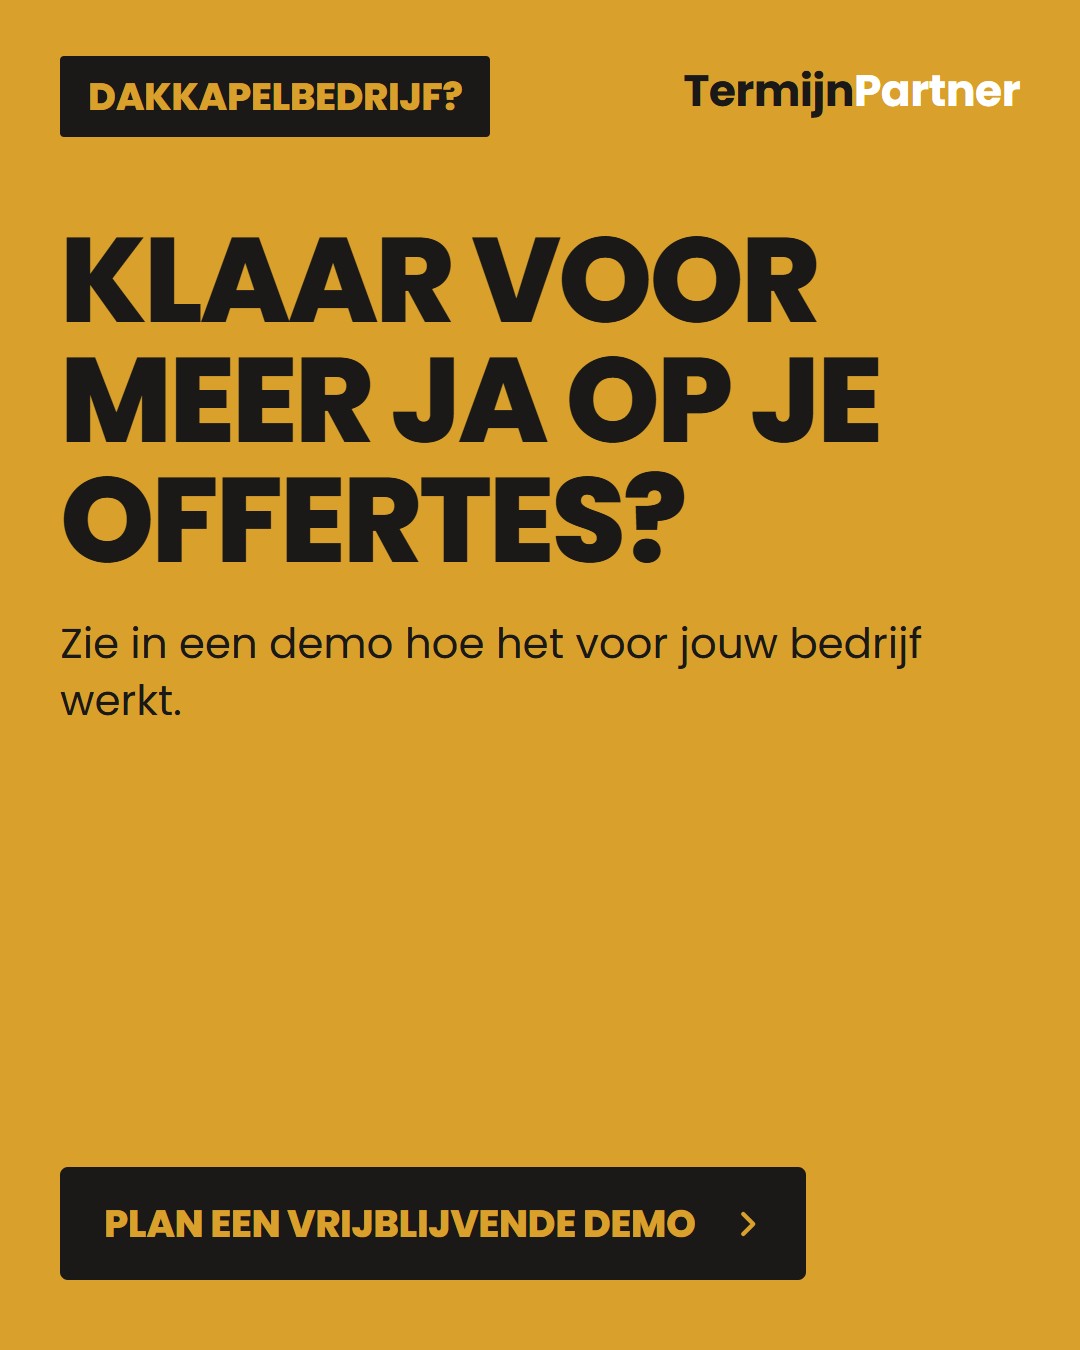 DAKKAPELBEDRIJF?
TermijnPartner
KLAAR VOOR
MEER JA OP JE
OFFERTES?
Zie in een demo hoe het voor jouw bedrijf
werkt.
PLAN EEN VRIJBLIJVENDE DEMO